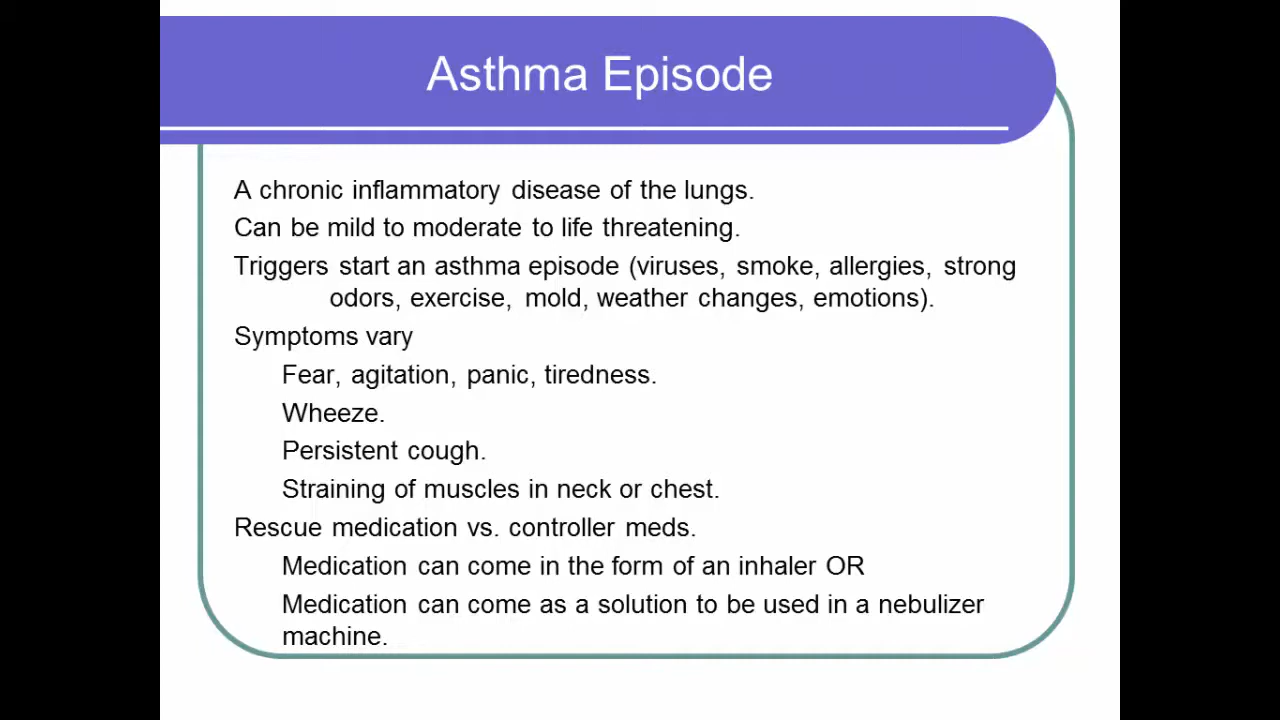 Asthma Episode
A chronic inflammatory disease of the lungs.
Can be mild to moderate to life threatening.
Triggers start an asthma episode (viruses, smoke, allergies, strong
odors, exercise, mold, weather changes, emotions).
Symptoms vary
Fear, agitation, panic, tiredness.
Wheeze.
Persistent cough.
Straining of muscles in neck or chest.
Rescue medication vs. controller meds.
Medication can come in the form of an inhaler OR
Medication can come as a solution to be used in a nebulizer
machine.